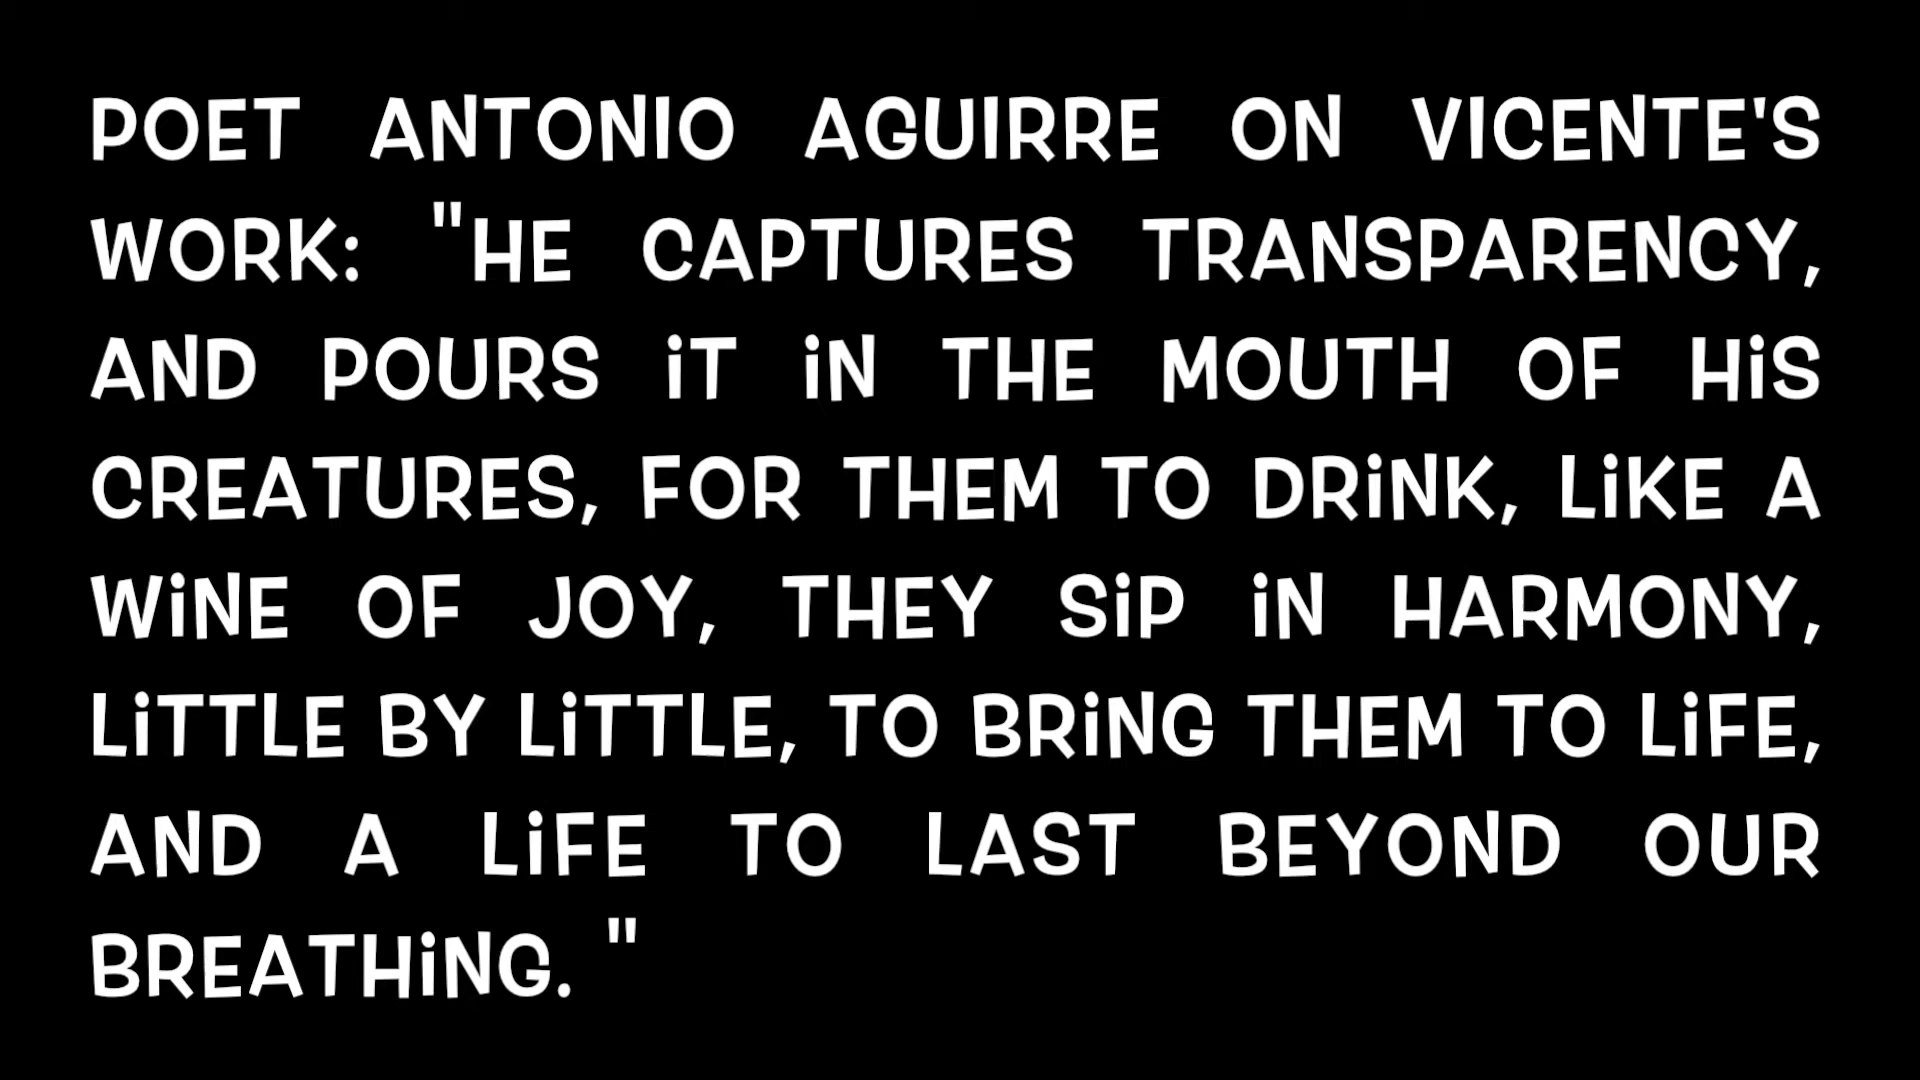 POET ANTONIO AGUIRRE ON VICENTE'S
WORK: "HE CAPTURES TRANSPARENCY,
AND POURS iT iN THE MOUTH OF HiS
CREATURES, FOR THEM TO DRiNK, LiKE A
WiNE OF JOY, THEY SiP iN HARMONY,
LiTTLE BY LiTTLE, TO BRiNG THEM TO LiFE,
AND A LiFE TO LAST BEYOND OUR
BREATHiNG. "